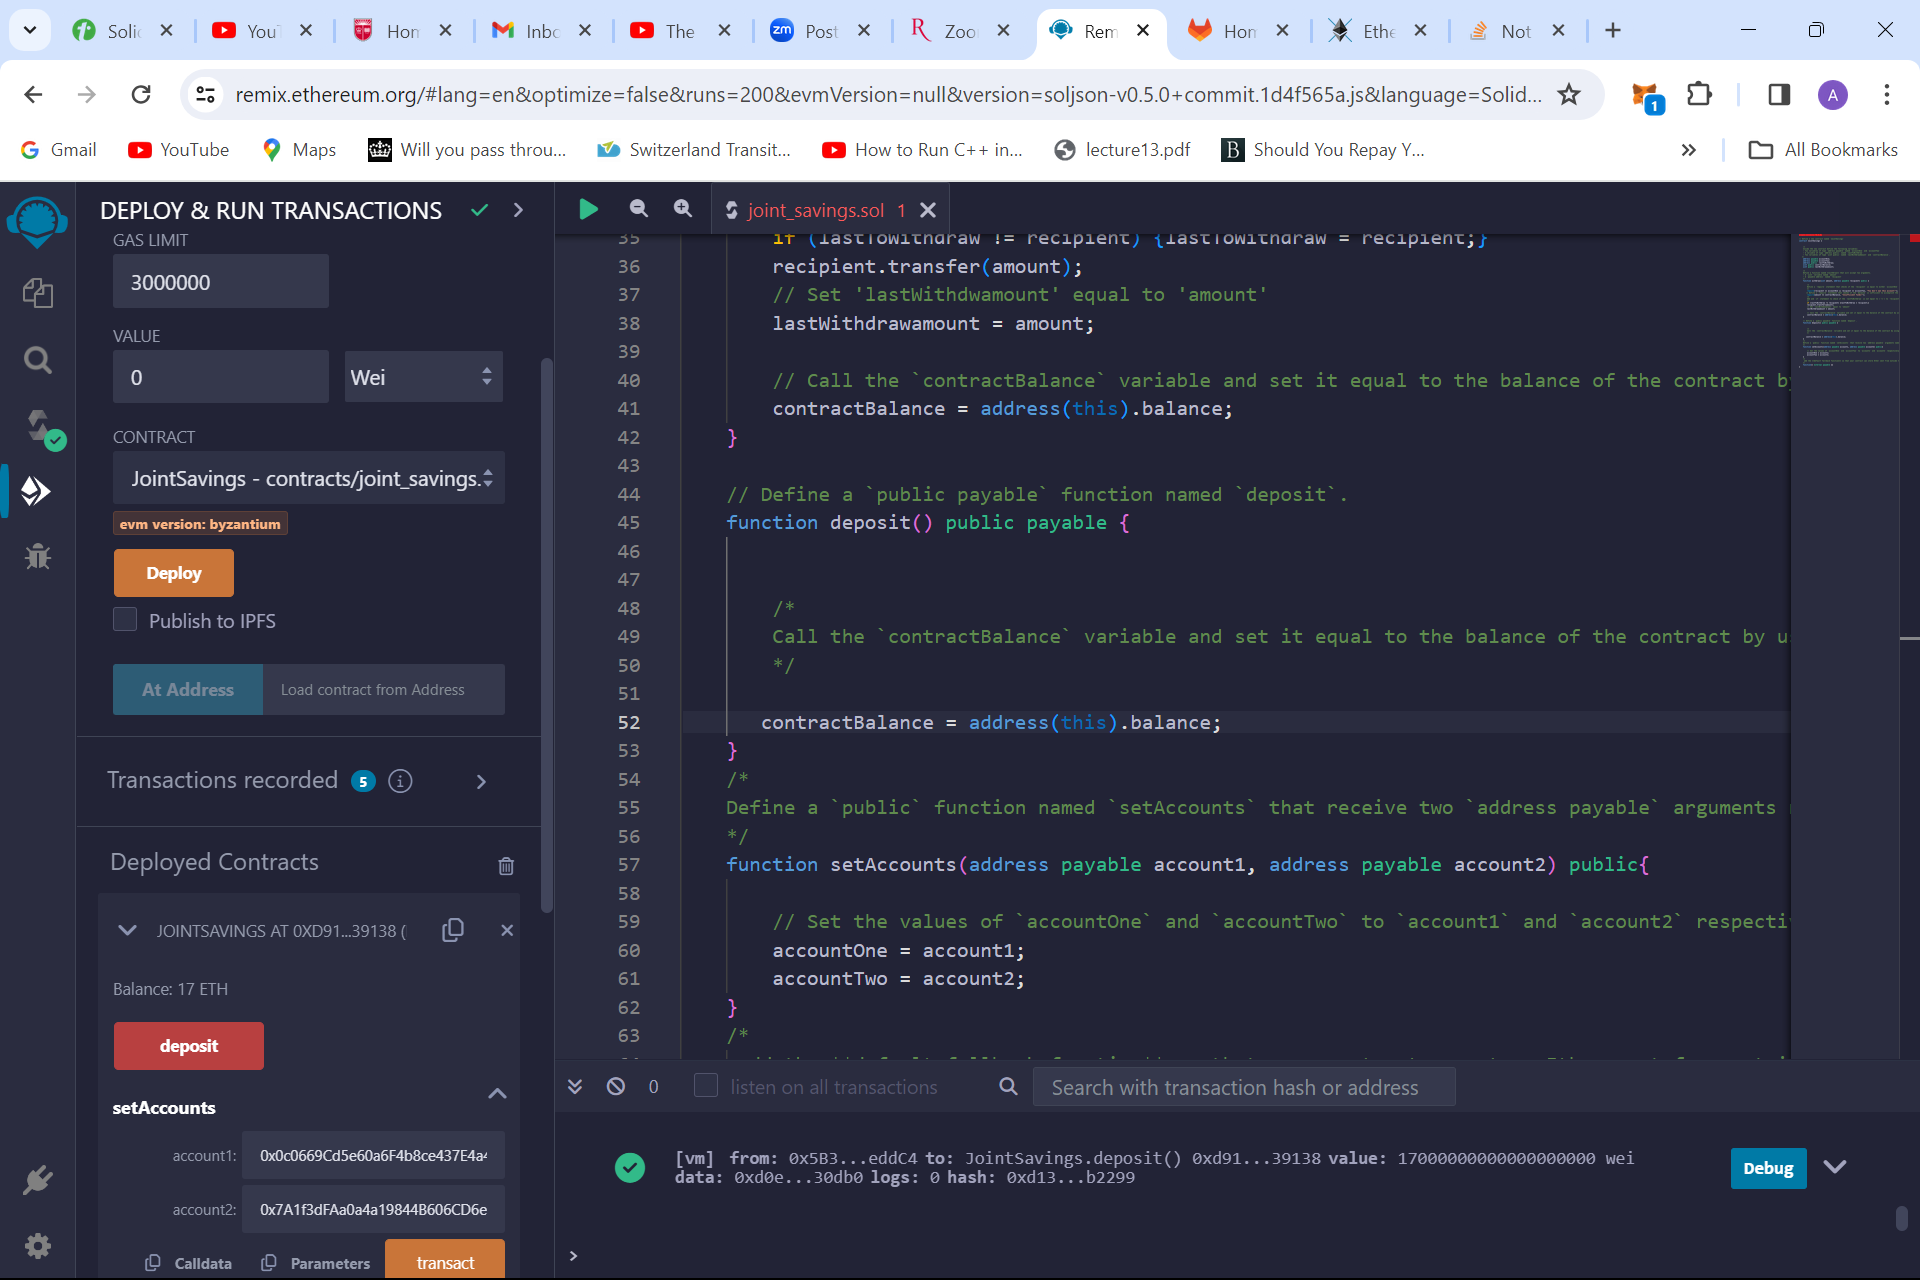 Solic
YouT
Hom
Inbo
The
Post
Zoo
Rem
Hom
Ethe
Not
remix.ethereum.org/#lang=en&optimize=false&runs=200&evmVersion=null&version=soljson-v0.5.0+commit.1d4f565a.js&language=Solid...
1
A
Gmail
YouTube
Maps
Will you pass throu...
Switzerland Transit...
How to Run C++ in...
lecture13.pdf
Should You Repay Y...
All Bookmarks
DEPLOY & RUN TRANSACTIONS
GAS LIMIT
3000000
VALUE
0
Wei
CONTRACT
JointSavings - contracts/joint_savings.
evm version: byzantium
Deploy
Publish to IPFS
At Address
Load contract from Address
Transactions recorded 5 i
Deployed Contracts
JOINTSAVINGS AT 0XD91...39138 (
Balance: 17 ETH
deposit
setAccounts
account1: 0x0c0669Cd5e60a6F4b8ce437E4a
account2: 0x7A1f3dFAa0a4a19844B606CD6e
Calldata
Parameters
transact
joint_savings.sol 1
35 if (lastToWithdraw != recipient) {lastToWithdraw = recipient;}
36 recipient.transfer(amount);
37 // Set 'lastWithdwamount' equal to 'amount'
38 lastWithdrawamount = amount;
39
40 // Call the `contractBalance` variable and set it equal to the balance of the contract b
41 contractBalance = address(this).balance;
42 }
43
44 // Define a `public payable` function named `deposit`.
45 function deposit() public payable {
46
47
48 /*
49 Call the `contractBalance` variable and set it equal to the balance of the contract by u
50 */
51
52 contractBalance = address(this).balance;
53 }
54 /*
55 Define a `public` function named `setAccounts` that receive two `address payable` arguments
56 */
57 function setAccounts(address payable account1, address payable account2) public{
58
59 // Set the values of `accountOne` and `accountTwo` to `account1` and `account2` respecti
60 accountOne = account1;
61 accountTwo = account2;
62 }
63 /*
0
listen on all transactions
Search with transaction hash or address
[vm] from: 0x5B3...eddC4 to: JointSavings.deposit() 0xd91...39138 value: 17000000000000000000 wei
data: 0xd0e...30db0 logs: 0 hash: 0xd13...b2299
Debug
>